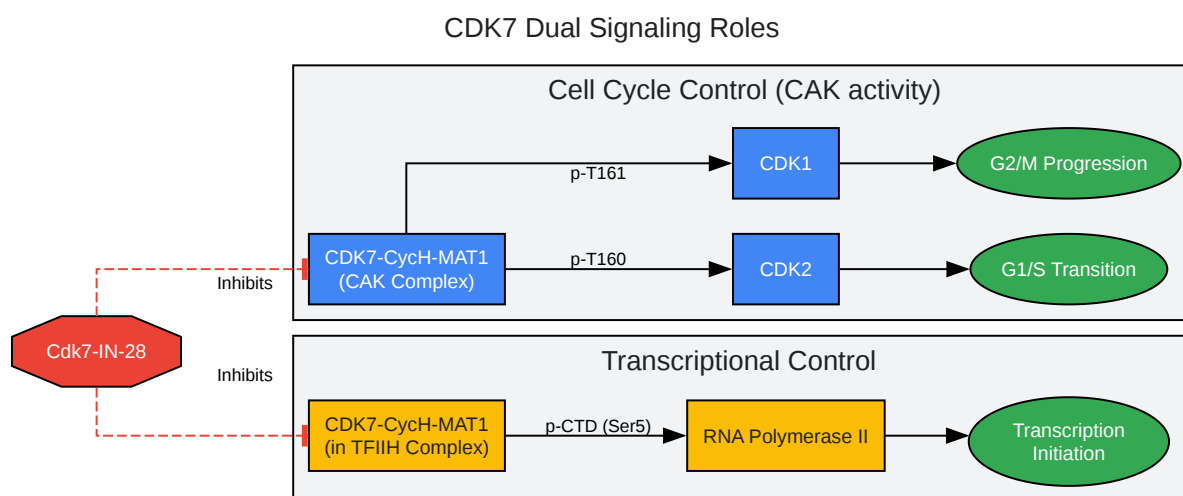 CDK7 Dual Signaling Roles
Cell Cycle Control (CAK activity)
p-T161
CDK1
G2/M Progression
CDK7-CycH-MAT1
(CAK Complex)
p-T160
CDK2
G1/S Transition
Inhibits
Cdk7-IN-28
Inhibits
Transcriptional Control
CDK7-CycH-MAT1
(in TFIIH Complex)
p-CTD (Ser5)
RNA Polymerase II
Transcription
Initiation